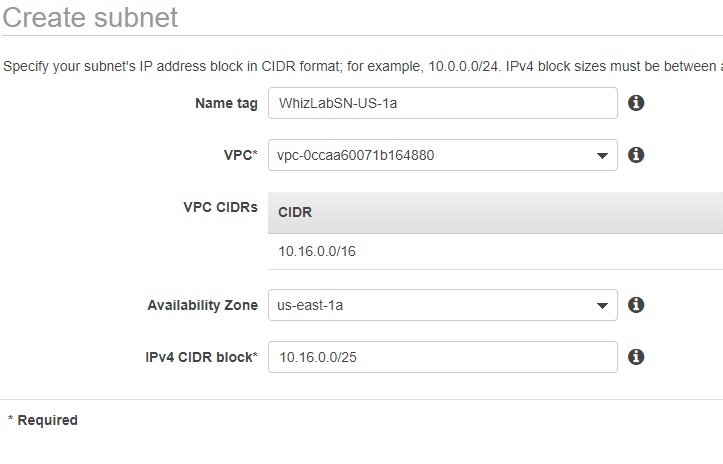 Create subnet
Specify your subnet's IP address block in CIDR format; for example, 10.0.0.0/24. IPv4 block sizes must be between
Name tag WhizLabSN-US-1a
VPC* vpc-0ccaa60071b164880
VPC CIDRs CIDR
10.16.0.0/16
Availability Zone us-east-1a
IPv4 CIDR block* 10.16.0.0/25
* Required